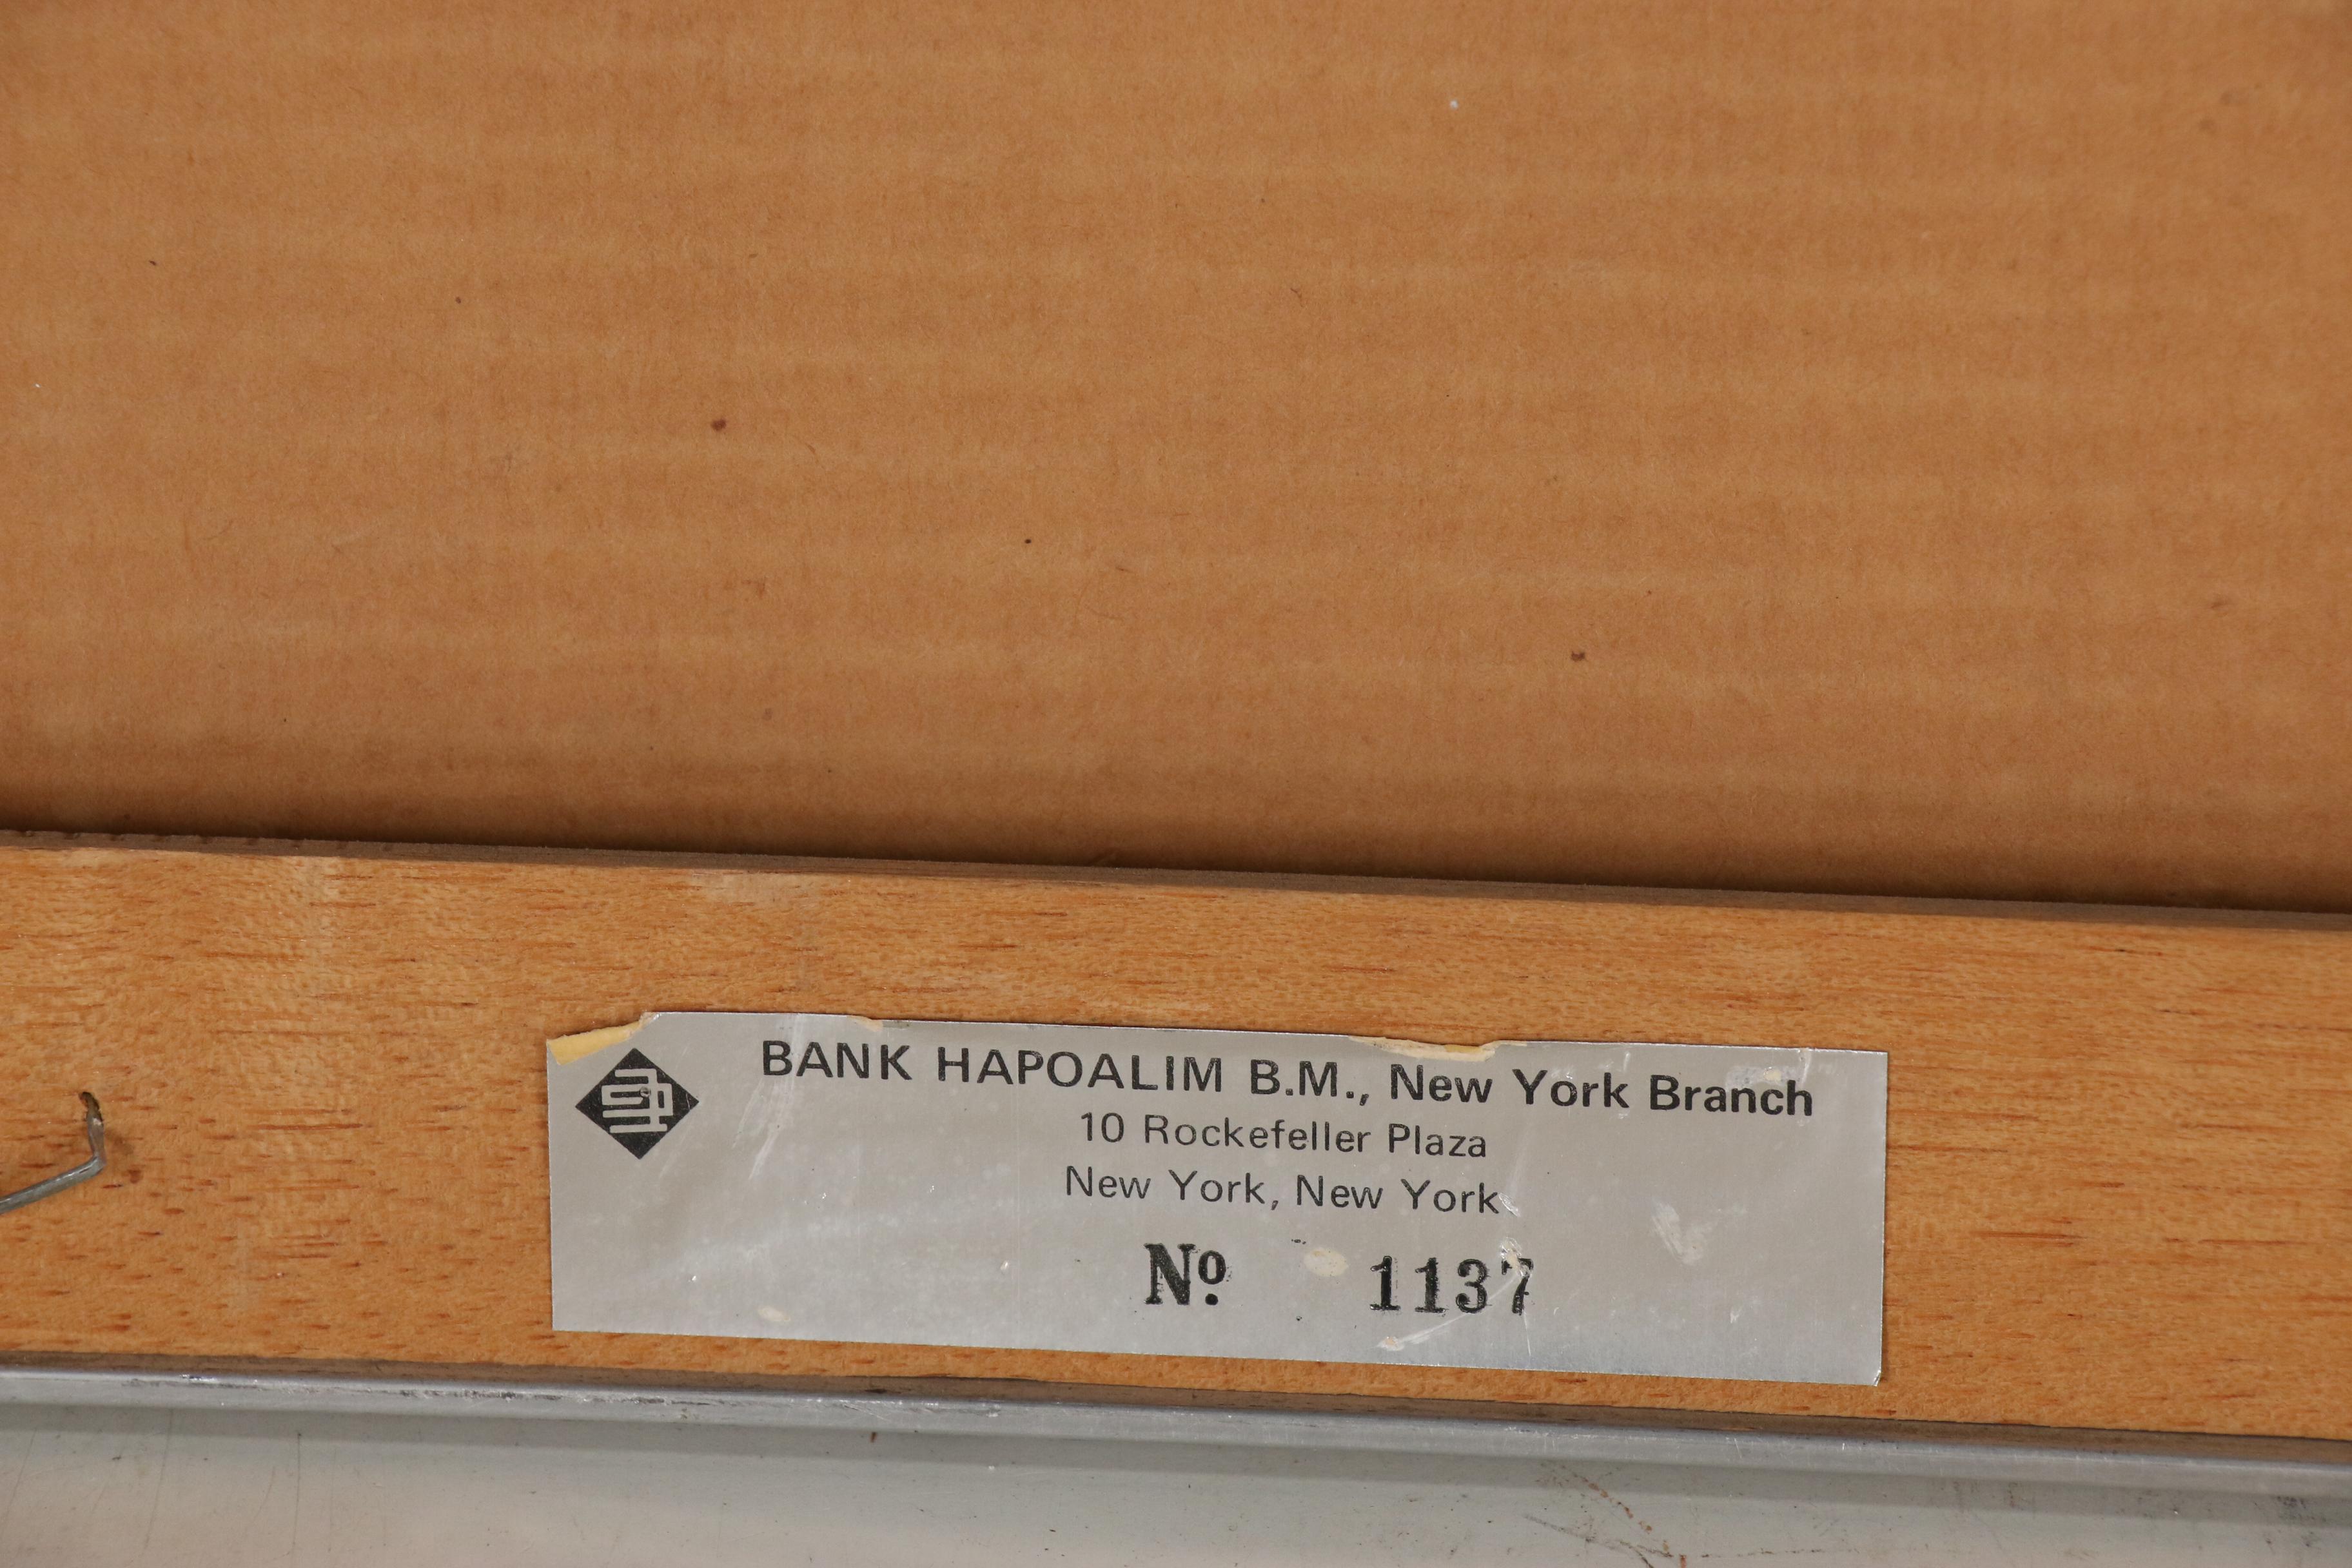 BANK HAPOALIM B.M., New York Branch
10 Rockefeller Plaza
New York, New York
Nº 1137